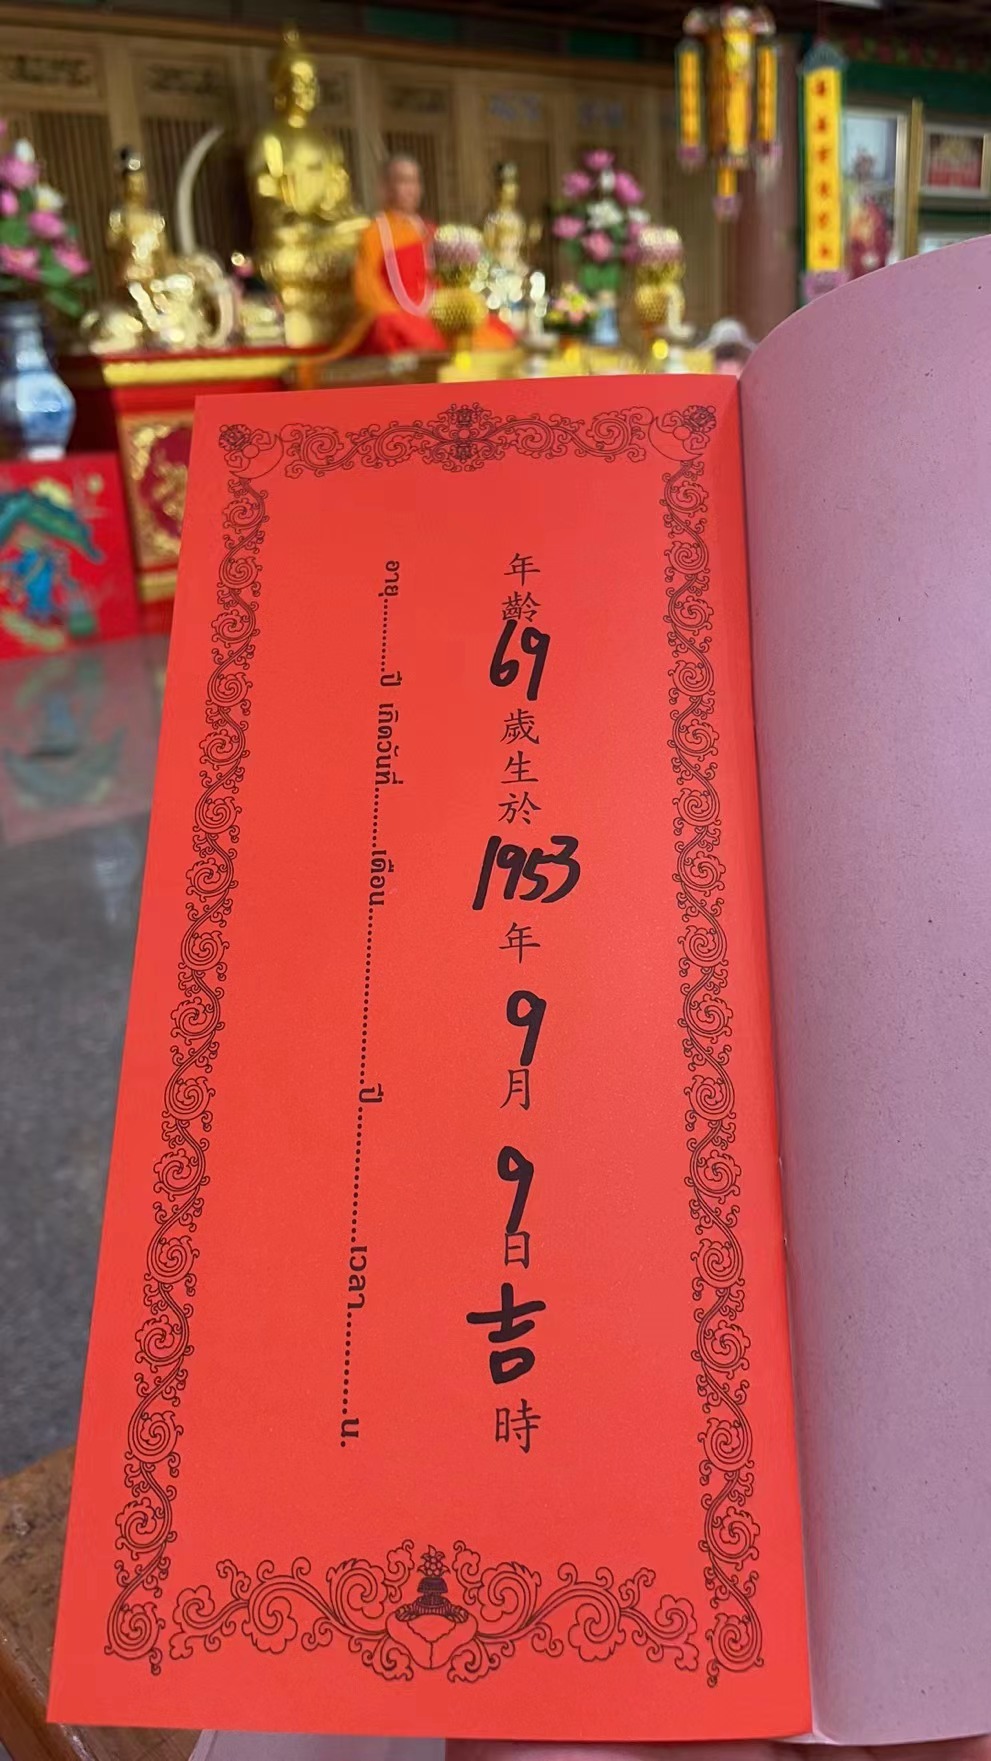 年齡69歲生於1953年9月9日吉時
อายุ............ปี เกิดวันที่..........เดือน..............................ปี......................เวลา................น.